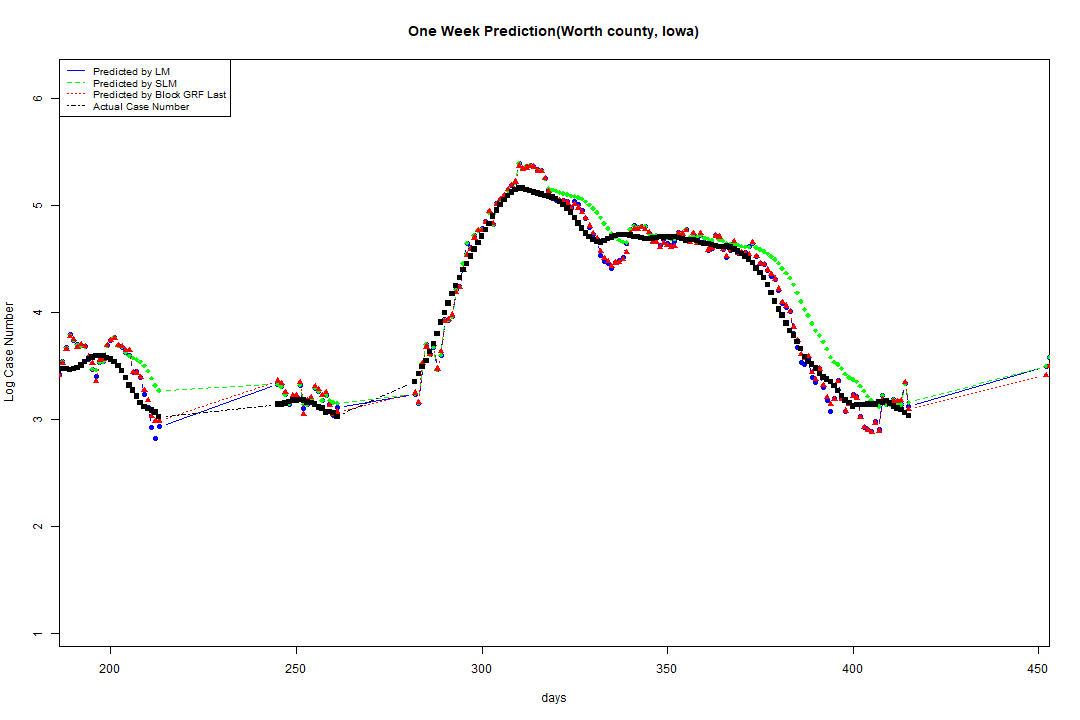 One Week Prediction(Worth county, Iowa)
Predicted by LM
Predicted by SLM
Predicted by Block GRF Last
Actual Case Number
6
5
4
3
2
1
Log Case Number
200 250 300 350 400 450
days